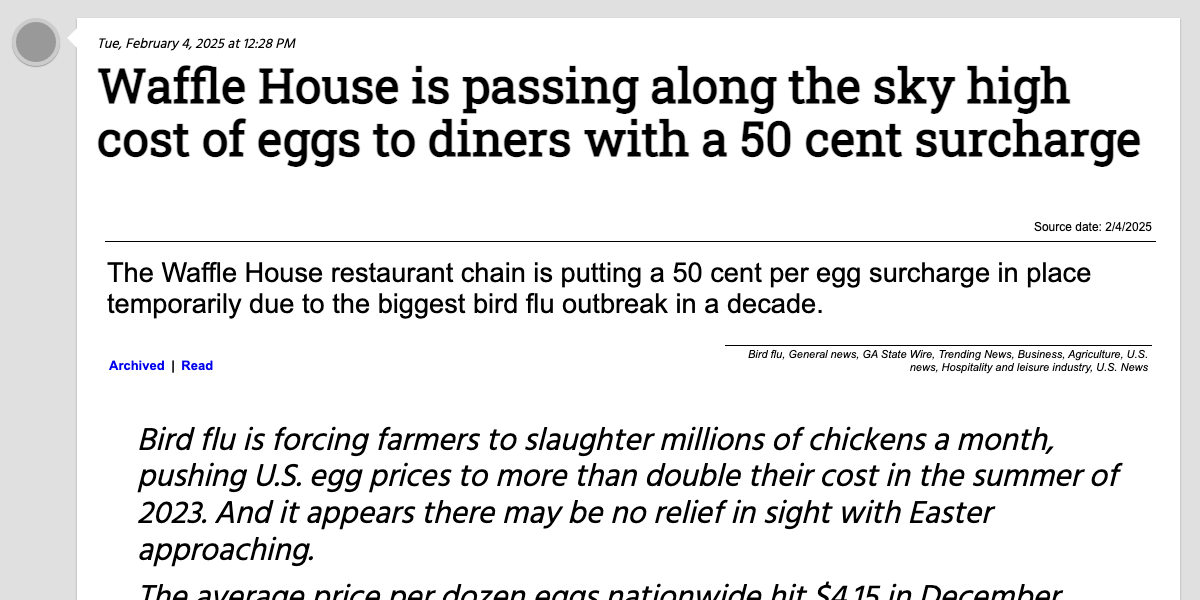 Tue, February 4, 2025 at 12:28 PM
Waffle House is passing along the sky high
cost of eggs to diners with a 50 cent surcharge
Source date: 2/4/2025
The Waffle House restaurant chain is putting a 50 cent per egg surcharge in place
temporarily due to the biggest bird flu outbreak in a decade.
Archived | Read
Bird flu, General news, GA State Wire, Trending News, Business, Agriculture, U.S.
news, Hospitality and leisure industry, U.S. News
Bird flu is forcing farmers to slaughter millions of chickens a month,
pushing U.S. egg prices to more than double their cost in the summer of
2023. And it appears there may be no relief in sight with Easter
approaching.
The average price per dozen eggs nationwide hit $4.15 in December.